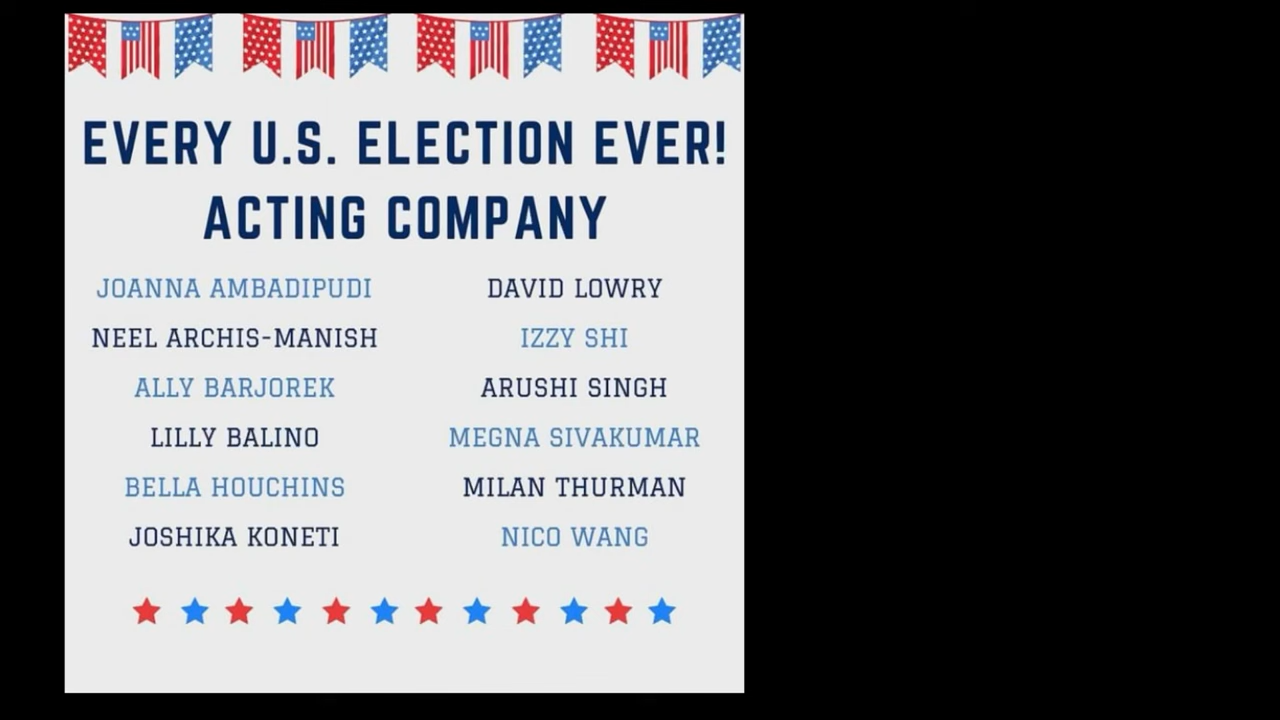 EVERY U.S. ELECTION EVER!
ACTING COMPANY
JOANNA AMBADIPUDI
NEEL ARCHIS-MANISH
ALLY BARJOREK
LILLY BALINO
BELLA HOUCHINS
JOSHIKA KONETI
DAVID LOWRY
IZZY SHI
ARUSHI SINGH
MEGNA SIVAKUMAR
MILAN THURMAN
NICO WANG